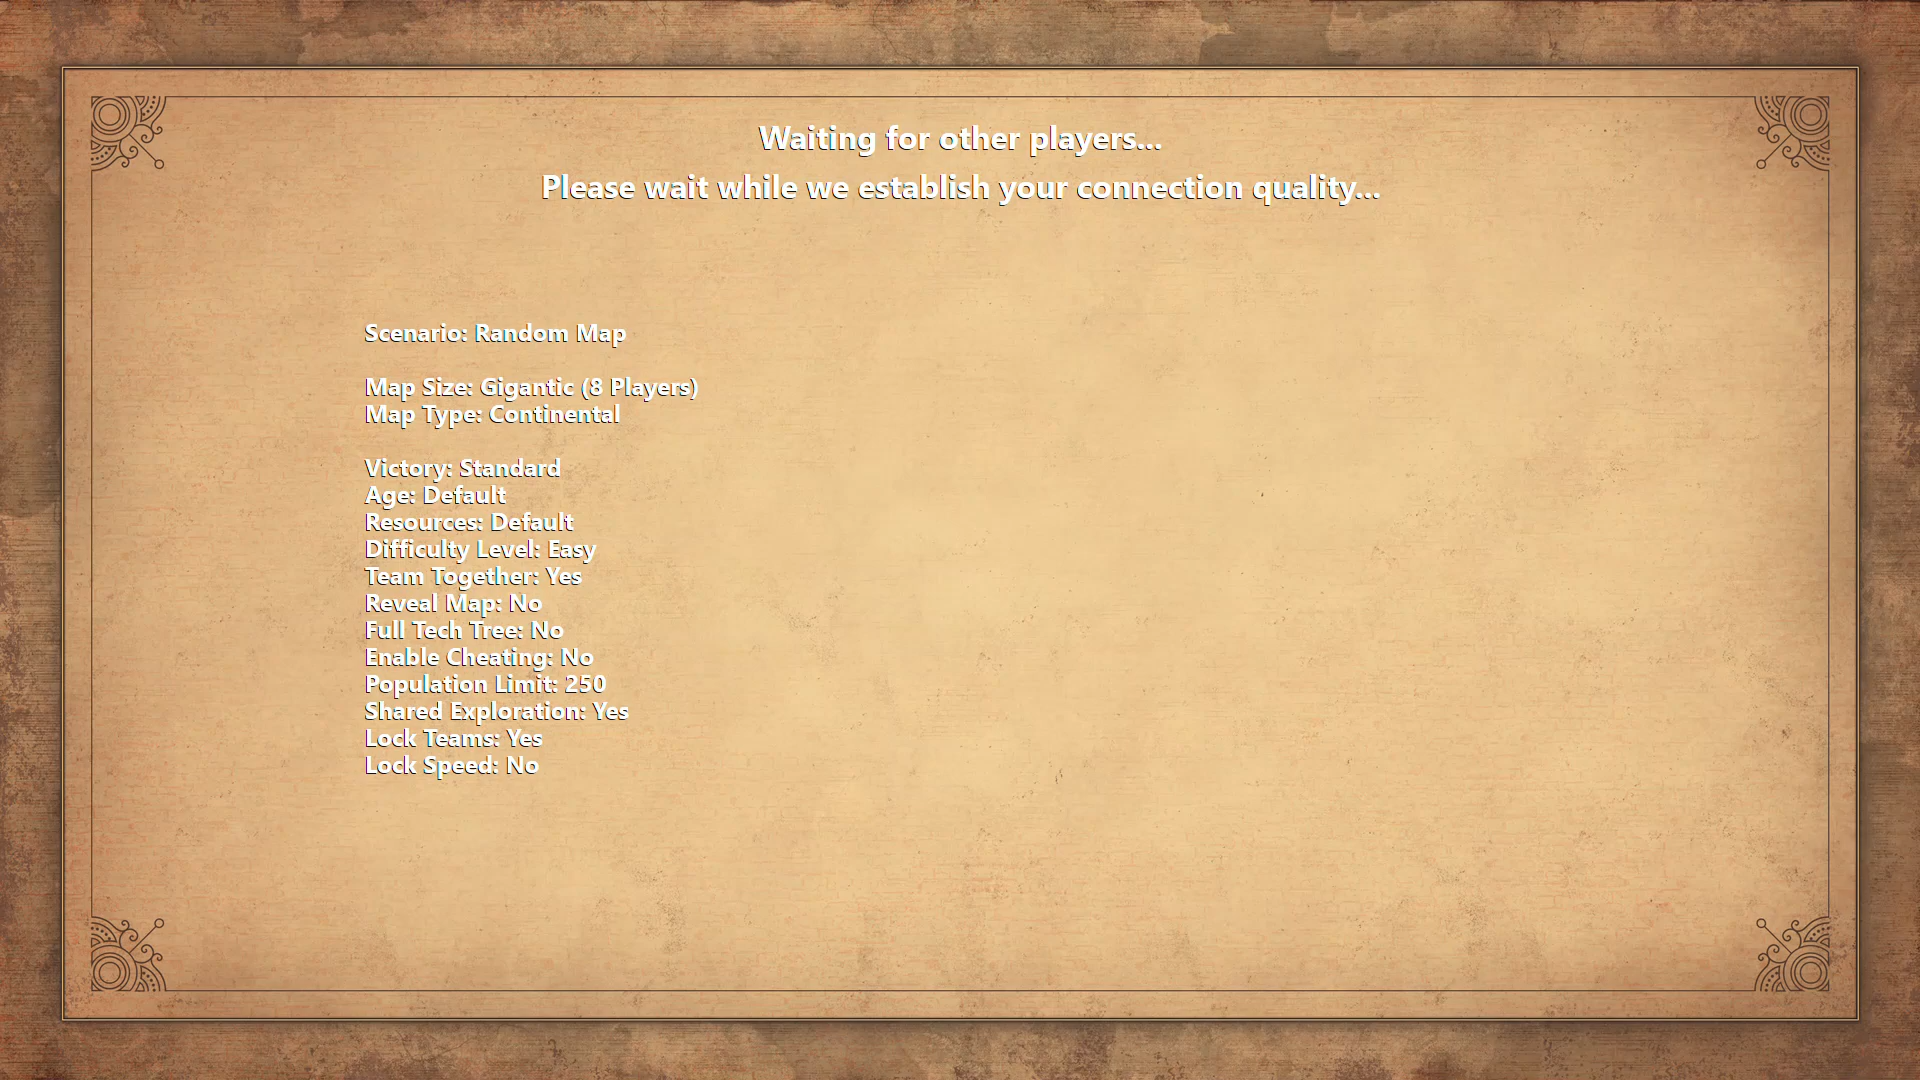 Waiting for other players...
Please wait while we establish your connection quality...
Scenario: Random Map
Map Size: Gigantic (8 Players)
Map Type: Continental
Victory: Standard
Age: Default
Resources: Default
Difficulty Level: Easy
Team Together: Yes
Reveal Map: No
Full Tech Tree: No
Enable Cheating: No
Population Limit: 250
Shared Exploration: Yes
Lock Teams: Yes
Lock Speed: No